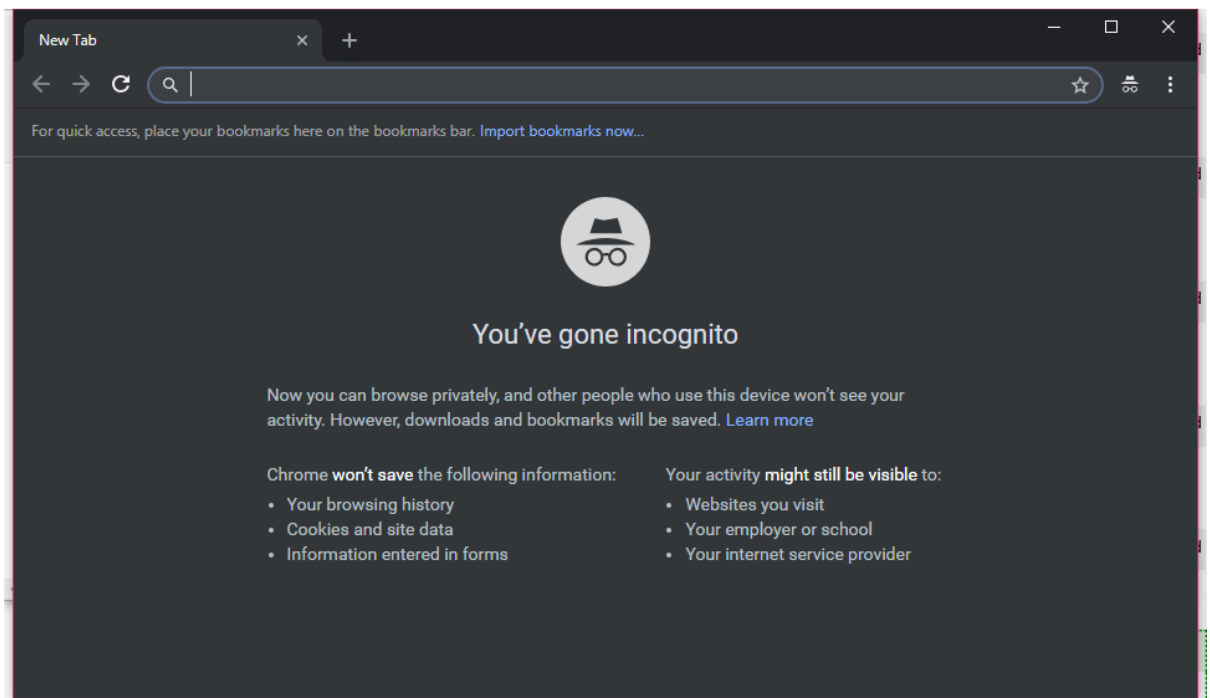 New Tab
For quick access, place your bookmarks here on the bookmarks bar. Import bookmarks now...
You've gone incognito
Now you can browse privately, and other people who use this device won't see your
activity. However, downloads and bookmarks will be saved. Learn more
Chrome won't save the following information:
• Your browsing history
• Cookies and site data
• Information entered in forms
Your activity might still be visible to:
• Websites you visit
• Your employer or school
• Your internet service provider